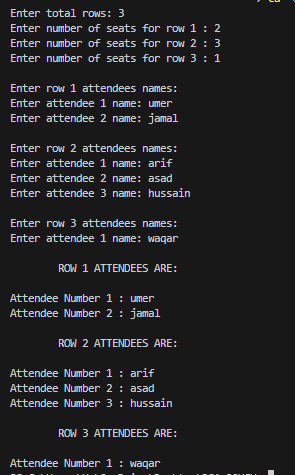 Enter total rows: 3
Enter number of seats for row 1 : 2
Enter number of seats for row 2 : 3
Enter number of seats for row 3 : 1
Enter row 1 attendees names:
Enter attendee 1 name: umer
Enter attendee 2 name: jamal
Enter row 2 attendees names:
Enter attendee 1 name: arif
Enter attendee 2 name: asad
Enter attendee 3 name: hussain
Enter row 3 attendees names:
Enter attendee 1 name: waqar
ROW 1 ATTENDEES ARE:
Attendee Number 1 : umer
Attendee Number 2 : jamal
ROW 2 ATTENDEES ARE:
Attendee Number 1 : arif
Attendee Number 2 : asad
Attendee Number 3 : hussain
ROW 3 ATTENDEES ARE:
Attendee Number 1 : waqar